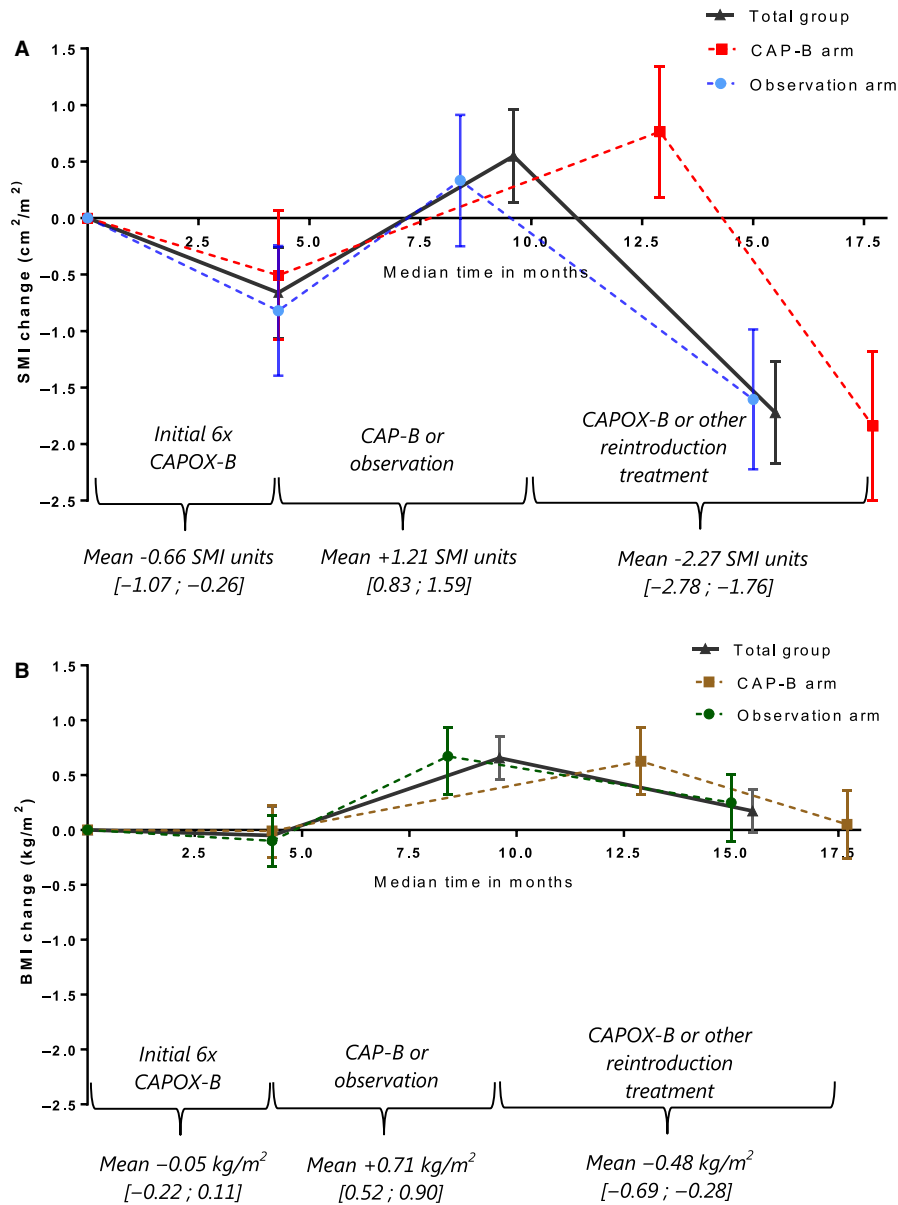 A
Total group
CAP-B arm
Observation arm
1.5
1.0
0.5
0.0
−0.5
−1.0
−1.5
−2.0
−2.5
SMI change (cm²/m²)
2.5 5.0 7.5 10.0 12.5 15.0 17.5
Median time in months
Initial 6x
CAPOX-B
CAP-B or
observation
CAPOX-B or other
reintroduction
treatment
Mean -0.66 SMI units
[−1.07 ; −0.26]
Mean +1.21 SMI units
[0.83 ; 1.59]
Mean -2.27 SMI units
[−2.78 ; −1.76]
B
Total group
CAP-B arm
Observation arm
1.5
1.0
0.5
0.0
−0.5
−1.0
−1.5
−2.0
−2.5
BMI change (kg/m²)
2.5 5.0 7.5 10.0 12.5 15.0 17.5
Median time in months
Initial 6x
CAPOX-B
CAP-B or
observation
CAPOX-B or other
reintroduction
treatment
Mean −0.05 kg/m²
[−0.22 ; 0.11]
Mean +0.71 kg/m²
[0.52 ; 0.90]
Mean −0.48 kg/m²
[−0.69 ; −0.28]